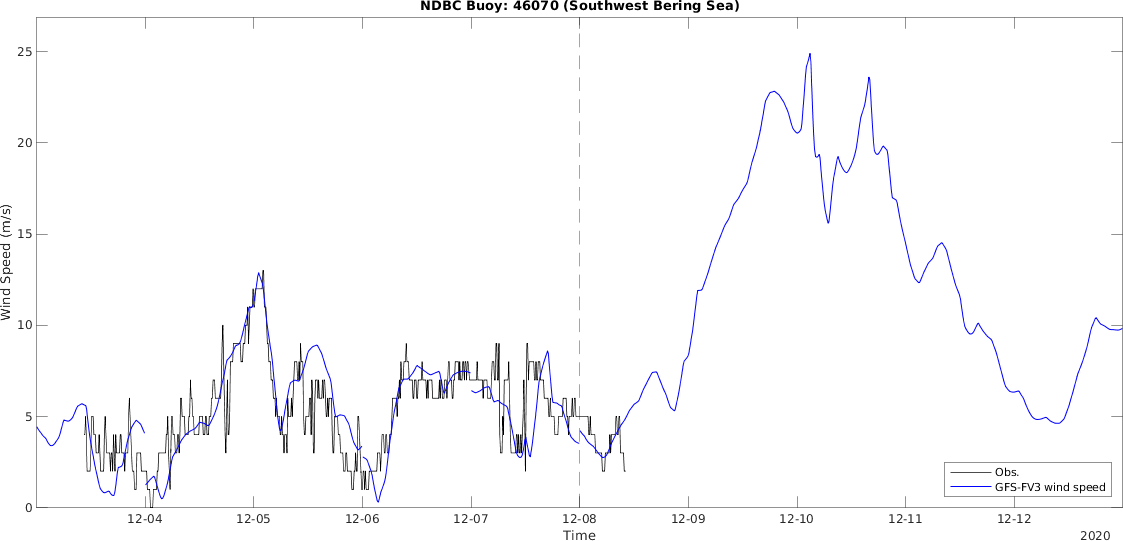 NDBC Buoy: 46070 (Southwest Bering Sea)
Wind Speed (m/s)
25
20
15
10
5
0
12-04 12-05 12-06 12-07 12-08 12-09 12-10 12-11 12-12
Time
2020
Obs.
GFS-FV3 wind speed